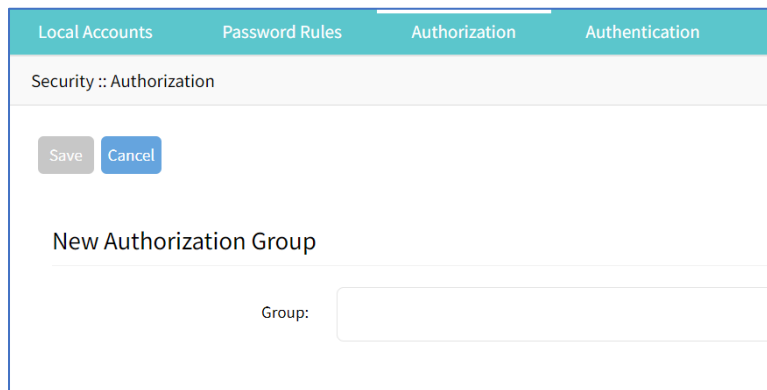 Local Accounts Password Rules Authorization Authentication
Security :: Authorization
Save Cancel
New Authorization Group
Group: